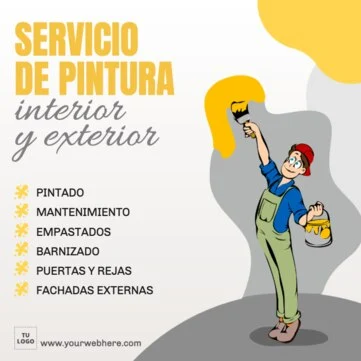 SERVICIO
DE PINTURA
interior
y exterior
PINTADO
MANTENIMIENTO
EMPASTADOS
BARNIZADO
PUERTAS Y REJAS
FACHADAS EXTERNAS
TU
LOGO
www.yourwebhere.com